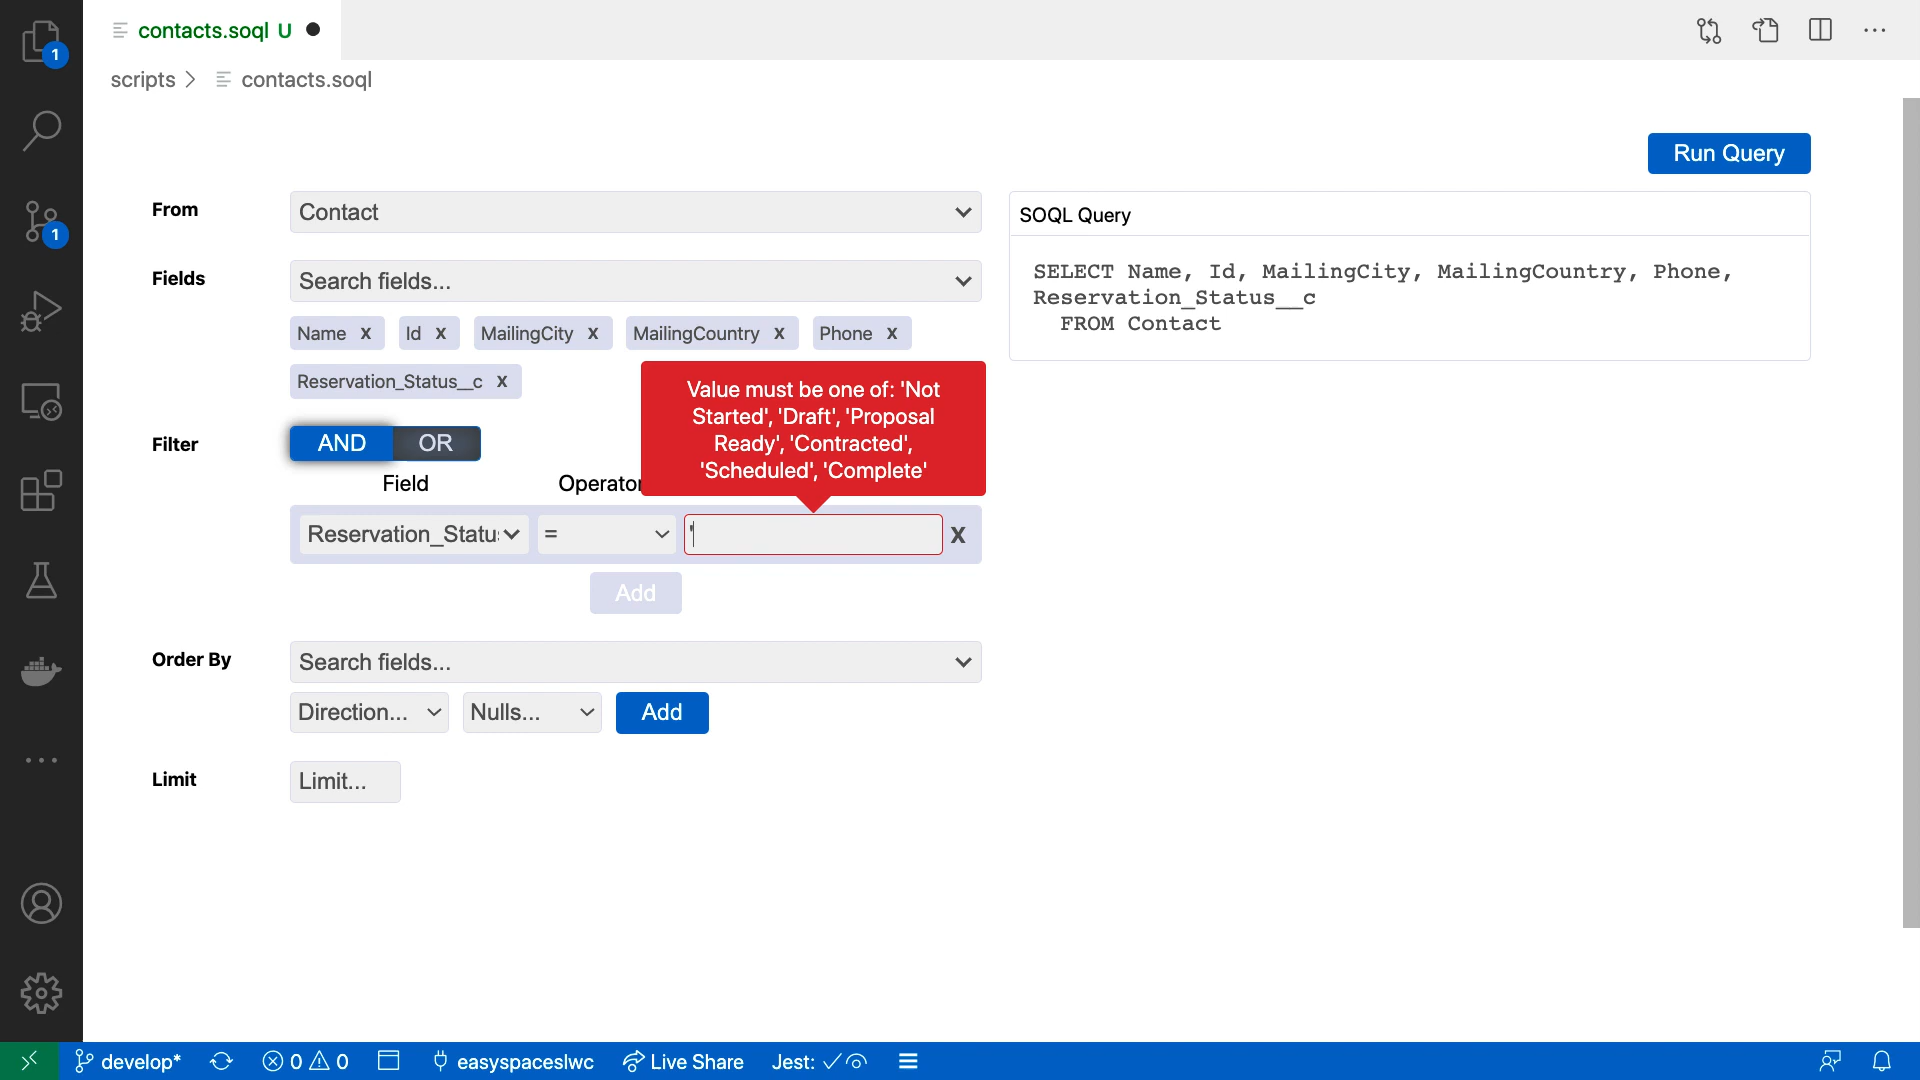 contacts.soql U
1
scripts > contacts.soql
Run Query
From
Contact
SOQL Query
SELECT Name, Id, MailingCity, MailingCountry, Phone,
Reservation_Status__c
FROM Contact
Fields
Search fields...
Name X Id X MailingCity X MailingCountry X Phone X
Reservation_Status__c X
Value must be one of: 'Not
Started', 'Draft', 'Proposal
Ready', 'Contracted',
'Scheduled', 'Complete'
1
Filter
AND OR
Field Operator
Reservation_Statu = ' X
Add
Order By
Search fields...
Direction... Nulls... Add
Limit
Limit...
develop* 0 0 easyspaceslwc Live Share Jest: